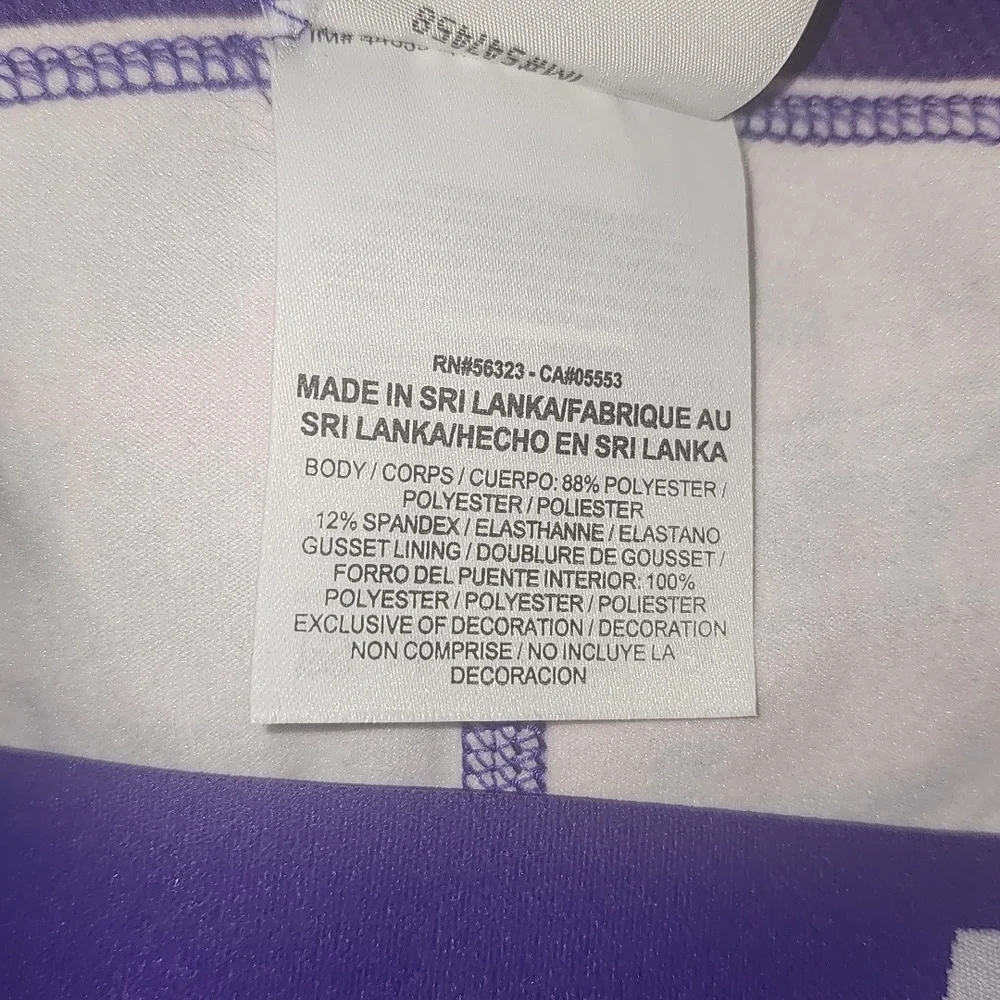 RN#56323 - CA#05553
MADE IN SRI LANKA/FABRIQUE AU
SRI LANKA/HECHO EN SRI LANKA
BODY / CORPS / CUERPO: 88% POLYESTER /
POLYESTER / POLIESTER
12% SPANDEX / ELASTHANNE / ELASTANO
GUSSET LINING / DOUBLURE DE GOUSSET /
FORRO DEL PUENTE INTERIOR: 100%
POLYESTER / POLYESTER / POLIESTER
EXCLUSIVE OF DECORATION / DECORATION
NON COMPRISE / NO INCLUYE LA
DECORACION